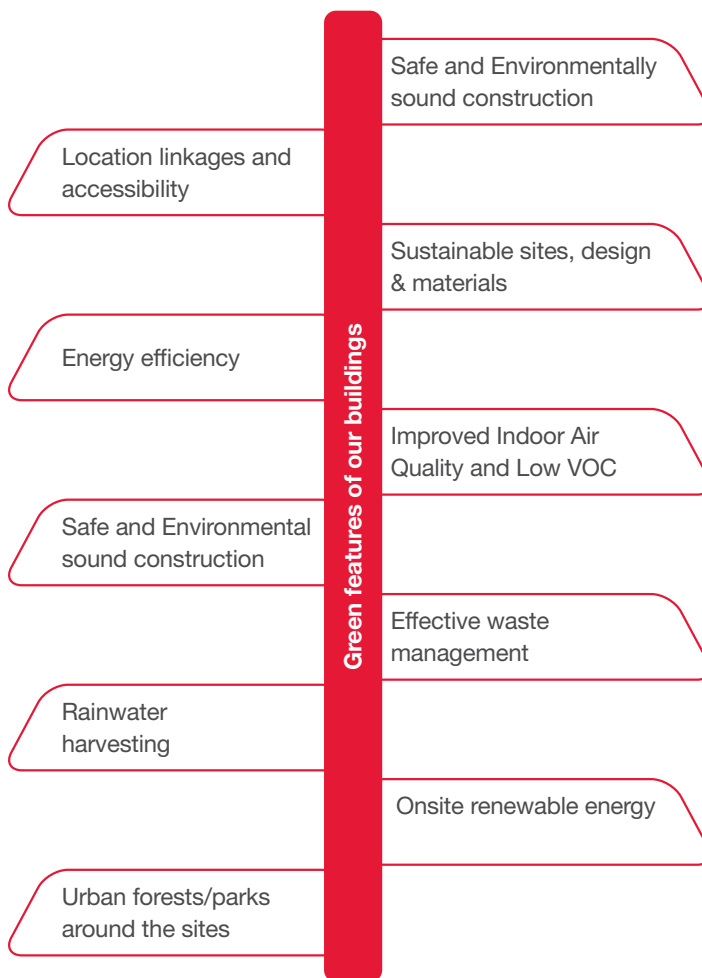 Green features of our buildings
Safe and Environmentally
sound construction
Location linkages and
accessibility
Sustainable sites, design
& materials
Energy efficiency
Improved Indoor Air
Quality and Low VOC
Safe and Environmental
sound construction
Effective waste
management
Rainwater
harvesting
Onsite renewable energy
Urban forests/parks
around the sites